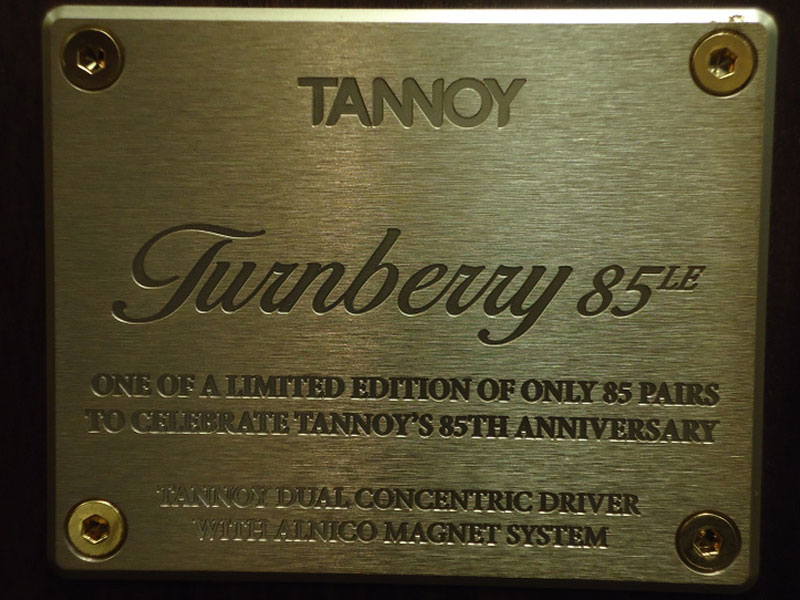 TANNOY
Turnberry 85LE
ONE OF A LIMITED EDITION OF ONLY 85 PAIRS
TO CELEBRATE TANNOY'S 85TH ANNIVERSARY
TANNOY DUAL CONCENTRIC DRIVER
WITH ALNICO MAGNET SYSTEM